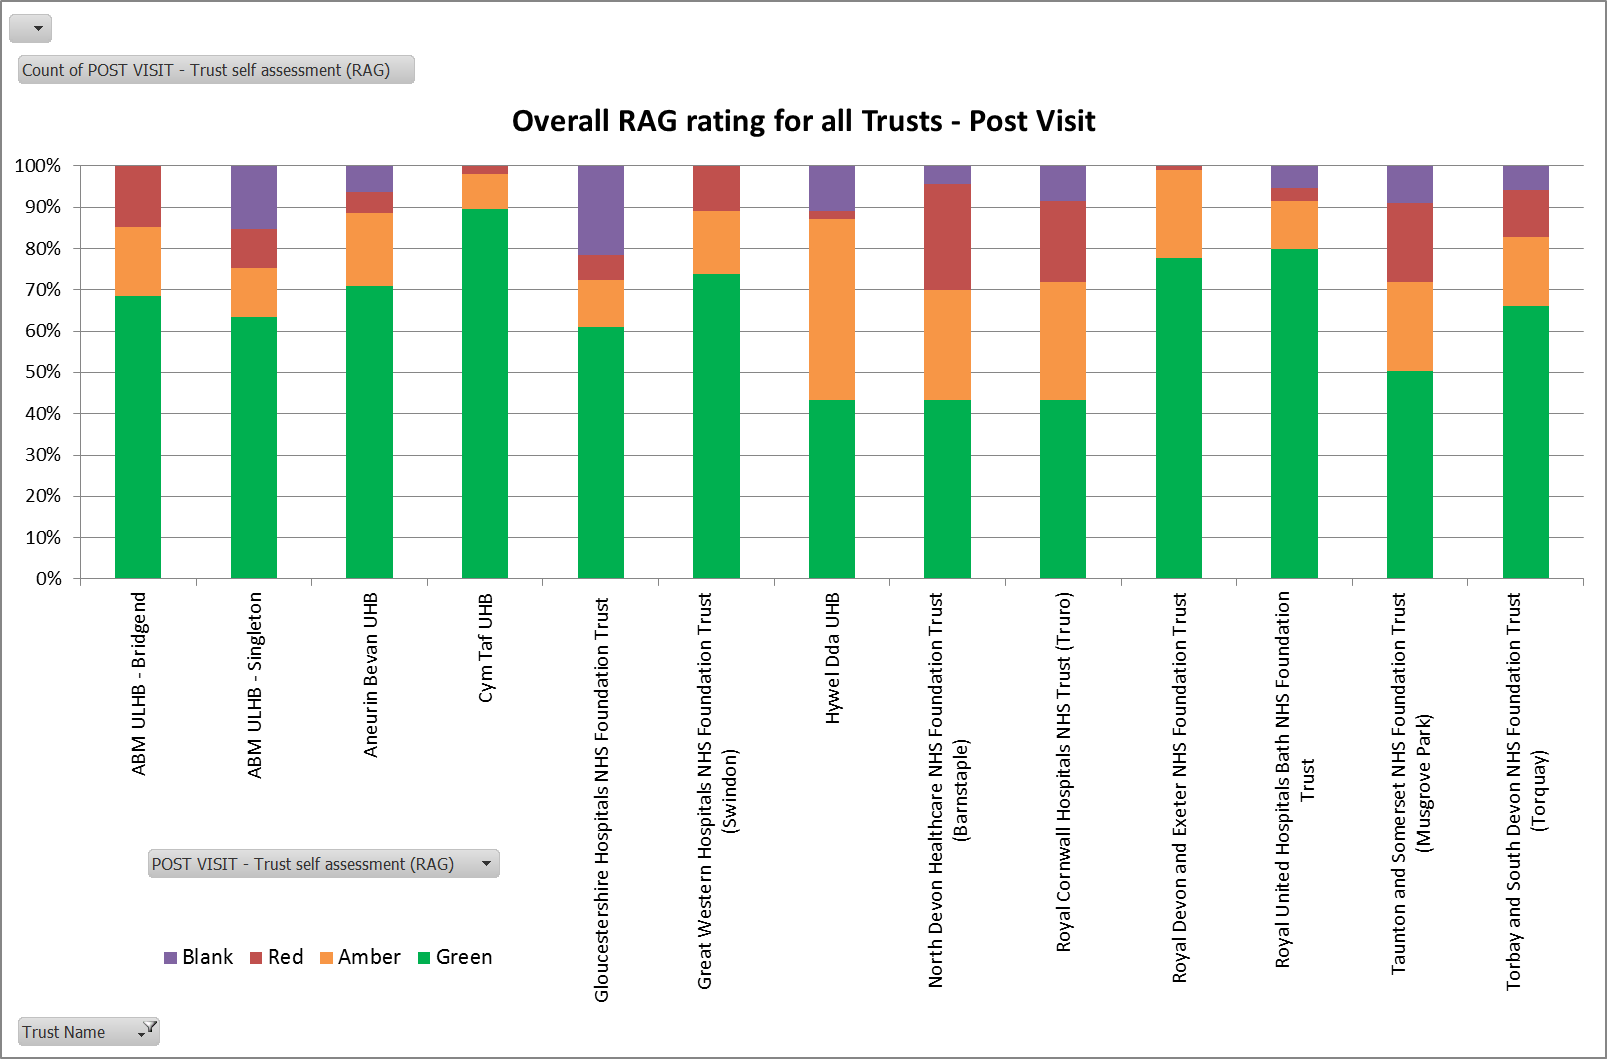 Count of POST VISIT - Trust self assessment (RAG)
Overall RAG rating for all Trusts - Post Visit
100%
90%
80%
70%
60%
50%
40%
30%
20%
10%
0%
ABM ULHB - Bridgend
ABM ULHB - Singleton
Aneurin Bevan UHB
Cym Taf UHB
Gloucestershire Hospitals NHS Foundation Trust
Great Western Hospitals NHS Foundation Trust
(Swindon)
Hywel Dda UHB
North Devon Healthcare NHS Foundation Trust
(Barnstaple)
Royal Cornwall Hospitals NHS Trust (Truro)
Royal Devon and Exeter NHS Foundation Trust
Royal United Hospitals Bath NHS Foundation
Trust
Taunton and Somerset NHS Foundation Trust
(Musgrove Park)
Torbay and South Devon NHS Foundation Trust
(Torquay)
POST VISIT - Trust self assessment (RAG)
Blank Red Amber Green
Trust Name